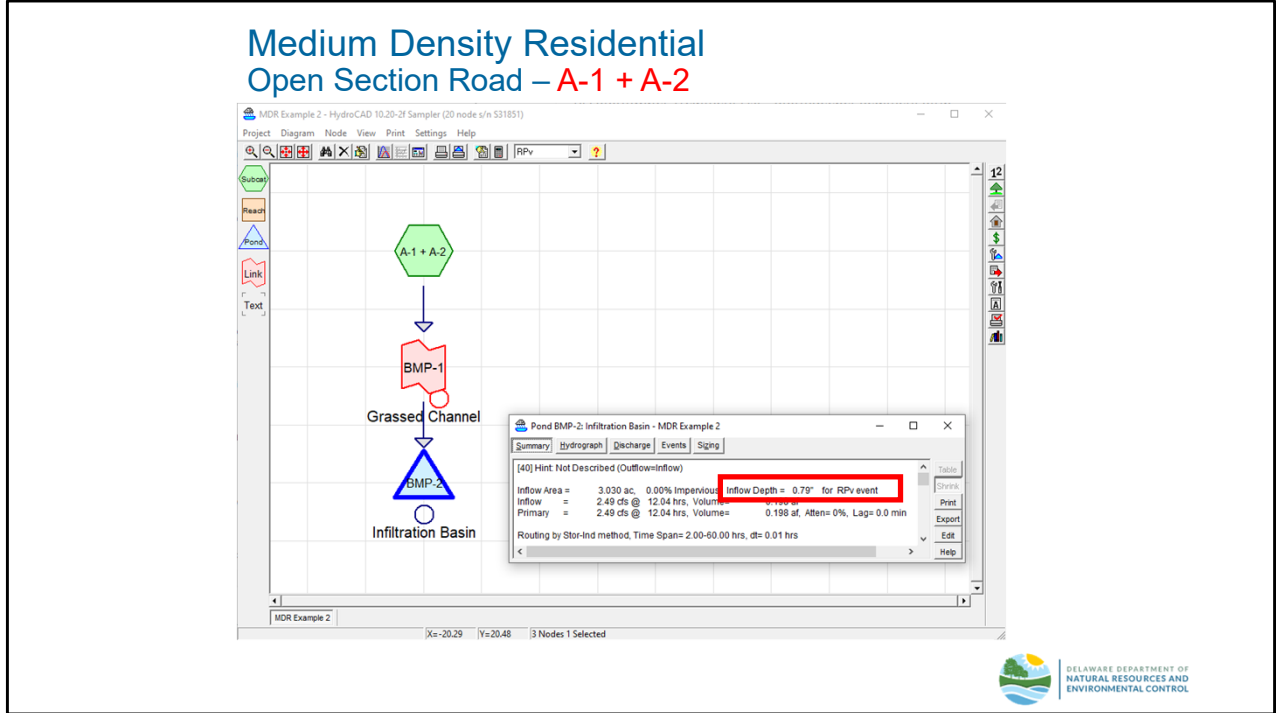 Medium Density Residential
Open Section Road – A-1 + A-2
MDR Example 2 - HydroCAD 10.20-2f Sampler (20 node s/n S31851)
Project Diagram Node View Print Settings Help
RPv
?
Subcat
Reach
Pond
Link
Text
12
$
A
A-1 + A-2
BMP-1
Grassed Channel
BMP-2
Infiltration Basin
Pond BMP-2: Infiltration Basin - MDR Example 2
Summary Hydrograph Discharge Events Sizing
[40] Hint: Not Described (Outflow=Inflow)
Inflow Area = 3.030 ac, 0.00% Impervious, Inflow Depth = 0.79" for RPv event
Inflow = 2.49 cfs @ 12.04 hrs, Volume= 0.198 af
Primary = 2.49 cfs @ 12.04 hrs, Volume= 0.198 af, Atten= 0%, Lag= 0.0 min
Routing by Stor-Ind method, Time Span= 2.00-60.00 hrs, dt= 0.01 hrs
Table
Shrink
Print
Export
Edit
Help
MDR Example 2
X=-20.29 Y=20.48 3 Nodes 1 Selected
DELAWARE DEPARTMENT OF
NATURAL RESOURCES AND
ENVIRONMENTAL CONTROL